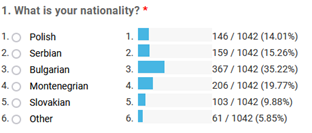 1. What is your nationality? *
1. Polish 1. 146 / 1042 (14.01%)
2. Serbian 2. 159 / 1042 (15.26%)
3. Bulgarian 3. 367 / 1042 (35.22%)
4. Montenegrian 4. 206 / 1042 (19.77%)
5. Slovakian 5. 103 / 1042 (9.88%)
6. Other 6. 61 / 1042 (5.85%)